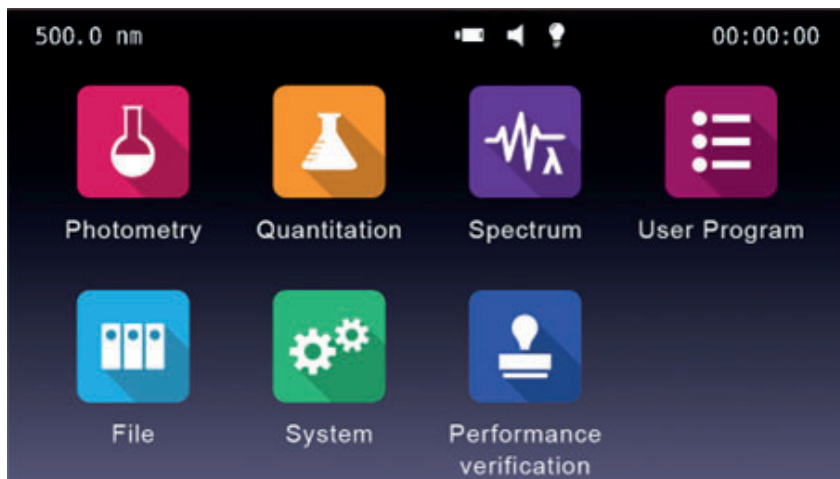 500.0 nm 00:00:00
λ
Photometry Quantitation Spectrum User Program
File System Performance
verification